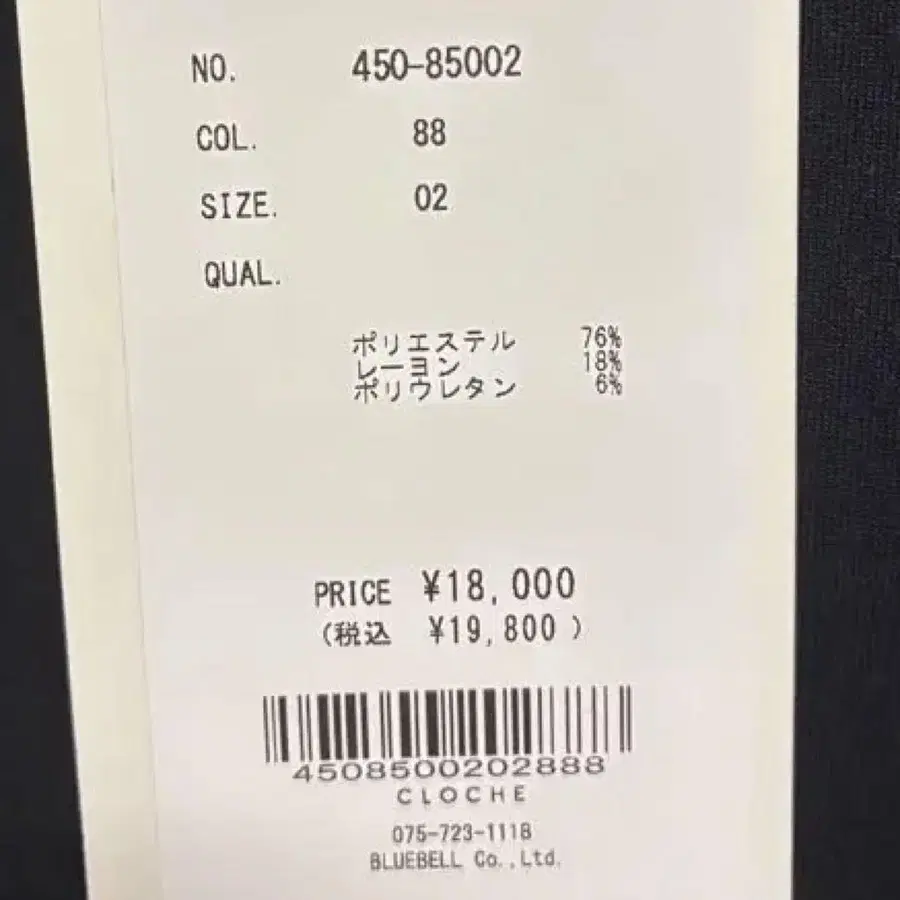 NO. 450-85002
COL. 88
SIZE. 02
QUAL.
ポリエステル 76%
レーヨン 18%
ポリウレタン 6%
PRICE ¥18,000
(税込 ¥19,800)
4508500202888
CLOCHE
075-723-1118
BLUEBELL Co.,Ltd.